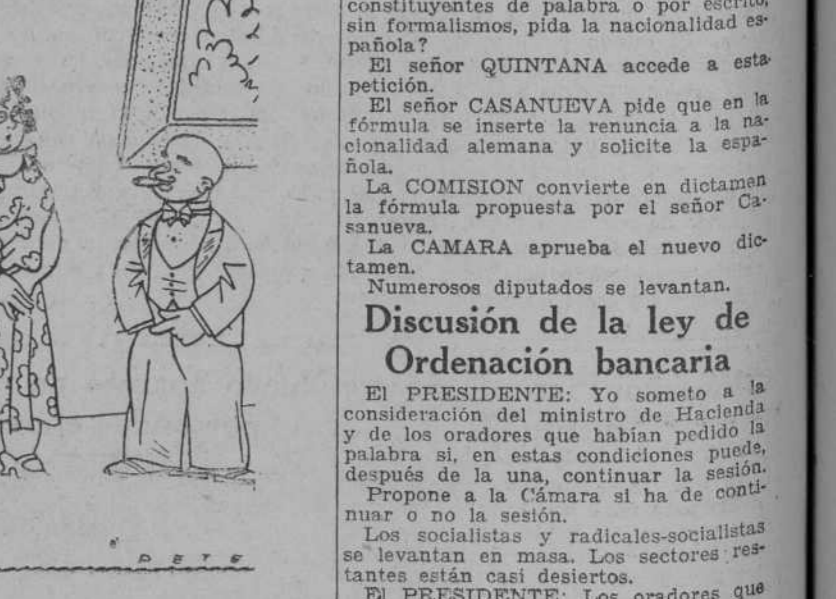 constituyentes de palabra o por escrito,
sin formalismos, pida la nacionalidad es-
pañola?
El señor QUINTANA accede a esta
petición.
El señor CASANUEVA pide que en la
fórmula se inserte la renuncia a la na-
cionalidad alemana y solicite la espa-
ñola.
La COMISION convierte en dictamen
la fórmula propuesta por el señor Ca-
sanueva.
La CAMARA aprueba el nuevo dic-
tamen.
Numerosos diputados se levantan.
Discusión de la ley de
Ordenación bancaria
El PRESIDENTE: Yo someto a la
consideración del ministro de Hacienda
y de los oradores que habían pedido la
palabra si, en estas condiciones puede,
después de la una, continuar la sesión.
Propone a la Cámara si ha de conti-
nuar o no la sesión.
Los socialistas y radicales-socialistas
se levantan en masa. Los sectores res-
tantes están casi desiertos.
El PRESIDENTE: Los oradores que
PETE